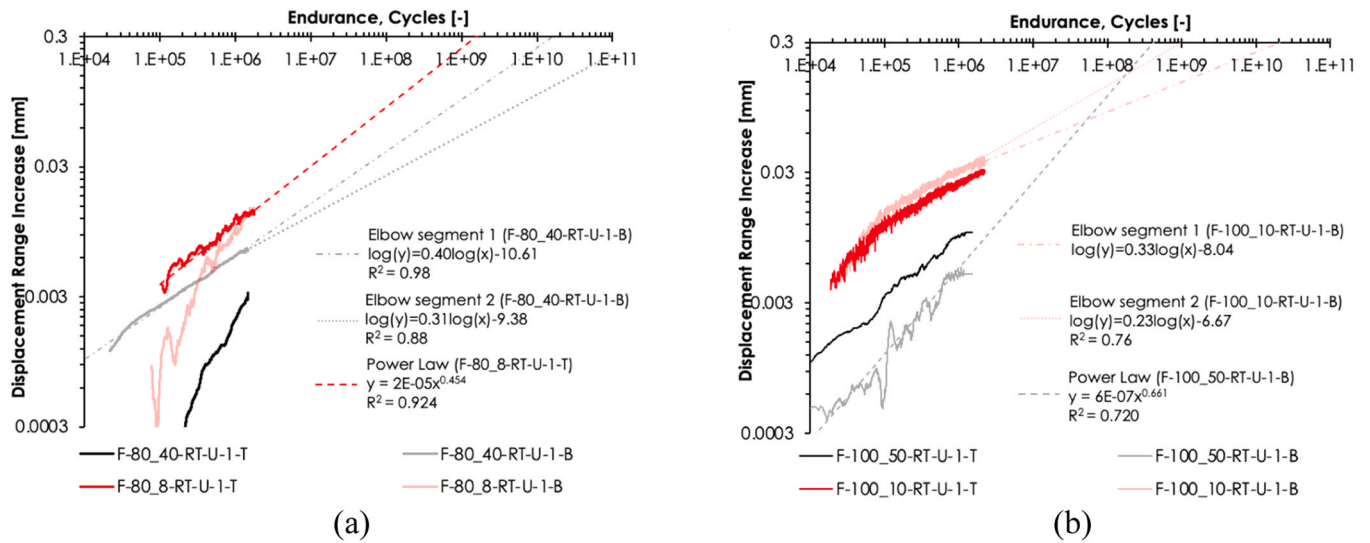 Endurance, Cycles [-]
0.3
1.E+04 1.E+05 1.E+06 1.E+07 1.E+08 1.E+09 1.E+10 1.E+11
Displacement Range Increase [mm]
0.03
0.003
0.0003
Elbow segment 1 (F-80_40-RT-U-1-B)
log(y)=0.40log(x)-10.61
R² = 0.98
Elbow segment 2 (F-80_40-RT-U-1-B)
log(y)=0.31log(x)-9.38
R² = 0.88
Power Law (F-80_8-RT-U-1-T)
y = 2E-05x^0.454
R² = 0.924
F-80_40-RT-U-1-T F-80_40-RT-U-1-B
F-80_8-RT-U-1-T F-80_8-RT-U-1-B
(a)
Endurance, Cycles [-]
0.3
1.E+04 1.E+05 1.E+06 1.E+07 1.E+08 1.E+09 1.E+10 1.E+11
Displacement Range Increase [mm]
0.03
0.003
0.0003
Elbow segment 1 (F-100_10-RT-U-1-B)
log(y)=0.33log(x)-8.04
Elbow segment 2 (F-100_10-RT-U-1-B)
log(y)=0.23log(x)-6.67
R² = 0.76
Power Law (F-100_50-RT-U-1-B)
y = 6E-07x^0.661
R² = 0.720
F-100_50-RT-U-1-T F-100_50-RT-U-1-B
F-100_10-RT-U-1-T F-100_10-RT-U-1-B
(b)